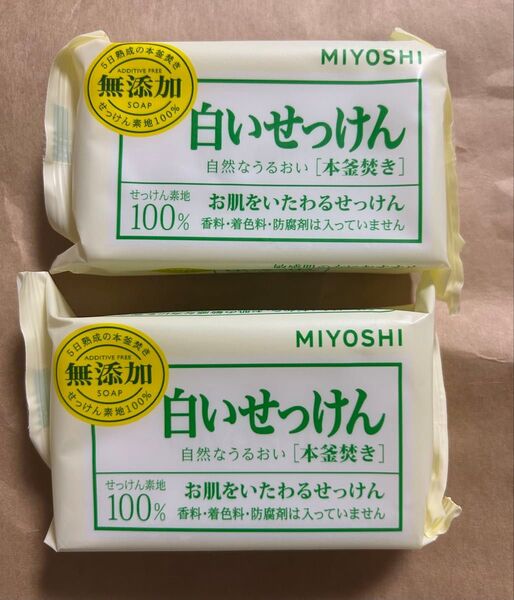 5日熟成の本釜焚き
ADDITIVE FREE
無添加
SOAP
せっけん素地100%
MIYOSHI
白いせっけん
自然なうるおい[本釜焚き]
せっけん素地
100%
お肌をいたわるせっけん
香料・着色料・防腐剤は入っていません
5日熟成の本釜焚き
ADDITIVE FREE
無添加
SOAP
せっけん素地100%
MIYOSHI
白いせっけん
自然なうるおい[本釜焚き]
せっけん素地
100%
お肌をいたわるせっけん
香料・着色料・防腐剤は入っていません